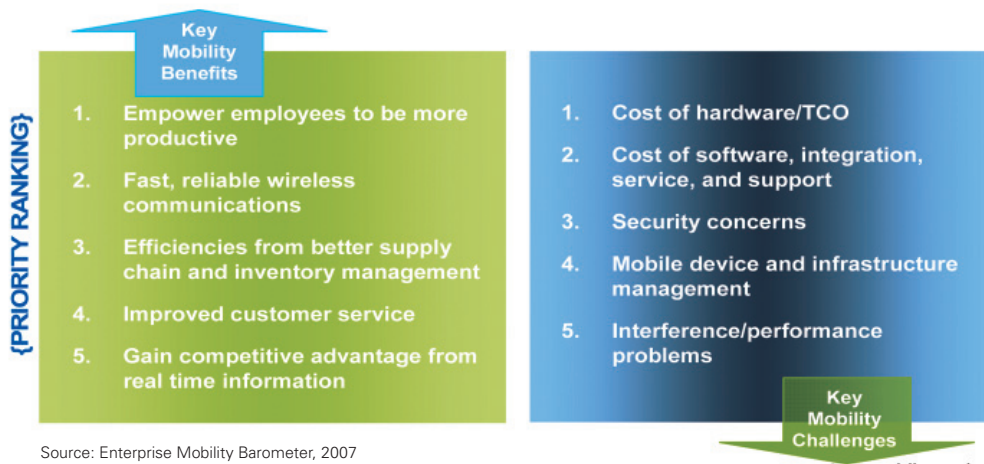 Key
Mobility
Benefits
{PRIORITY RANKING}
1. Empower employees to be more
productive
2. Fast, reliable wireless
communications
3. Efficiencies from better supply
chain and inventory management
4. Improved customer service
5. Gain competitive advantage from
real time information
1. Cost of hardware/TCO
2. Cost of software, integration,
service, and support
3. Security concerns
4. Mobile device and infrastructure
management
5. Interference/performance
problems
Key
Mobility
Challenges
Source: Enterprise Mobility Barometer, 2007